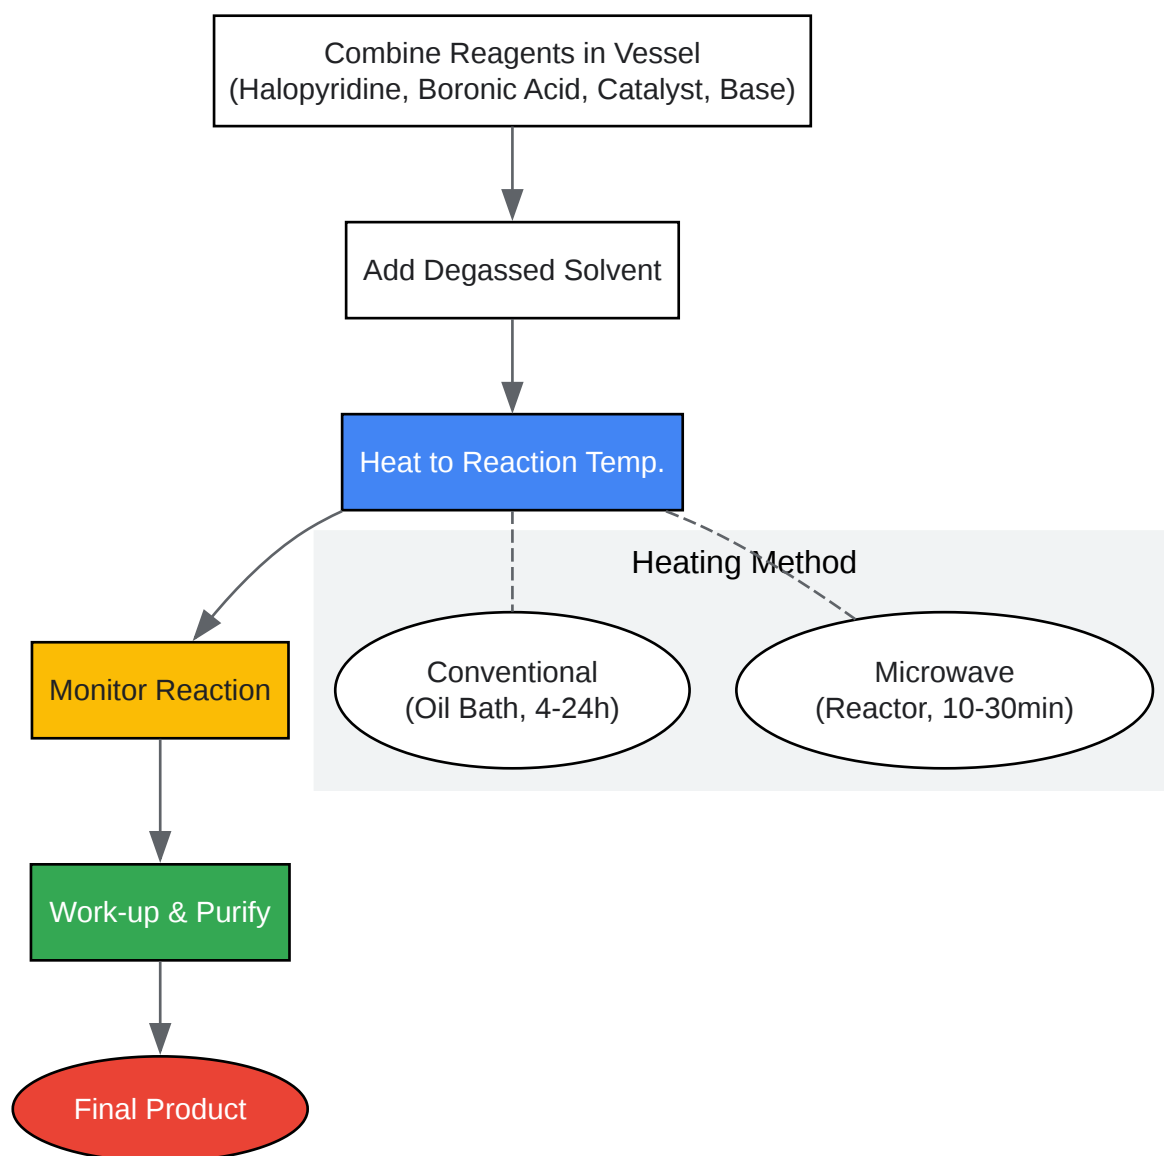 Combine Reagents in Vessel
(Halopyridine, Boronic Acid, Catalyst, Base)
Add Degassed Solvent
Heat to Reaction Temp.
Heating Method
Conventional
(Oil Bath, 4-24h)
Microwave
(Reactor, 10-30min)
Monitor Reaction
Work-up & Purify
Final Product